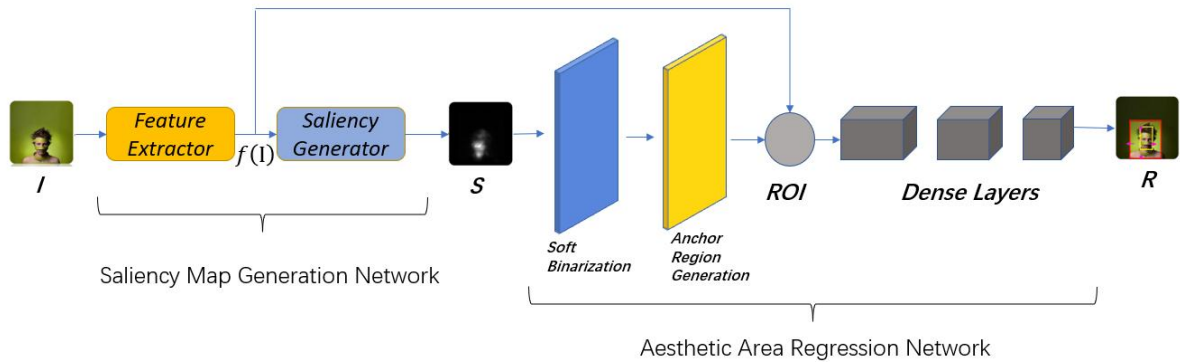 Feature
Extractor
f(I)
Saliency
Generator
I
S
ROI
Dense Layers
R
Soft
Binarization
Anchor
Region
Generation
Saliency Map Generation Network
Aesthetic Area Regression Network